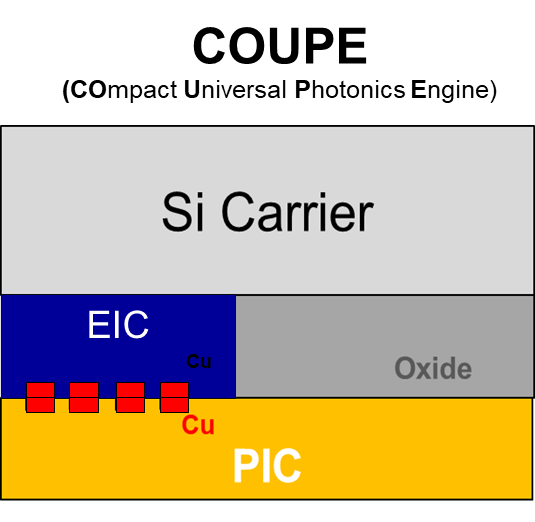 COUPE
(COmpact Universal Photonics Engine)
Si Carrier
EIC
Cu
Oxide
Cu
PIC